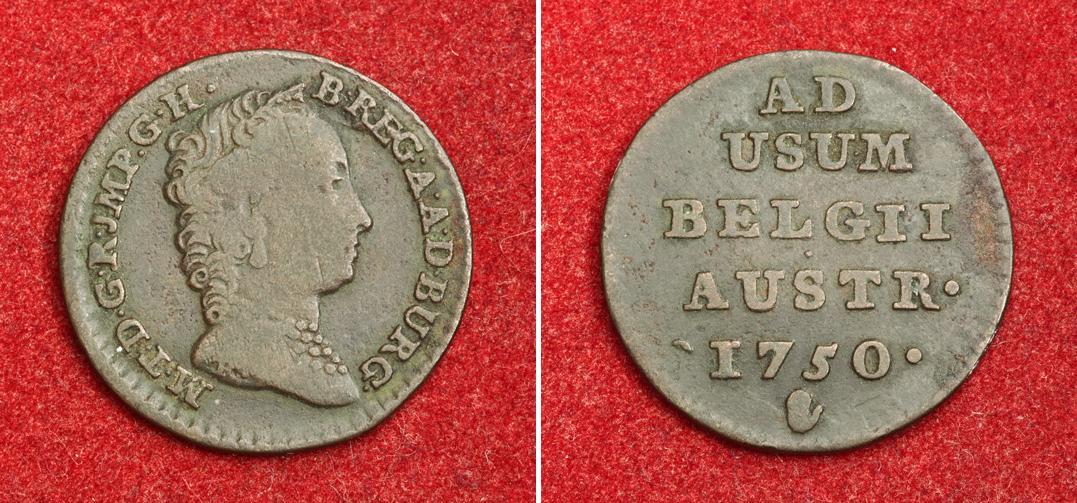 M·T·D·G·R·JMP·G·H· B·REG·A·A·D·BURG
AD
USUM
BELGII
AUSTR·
1750·